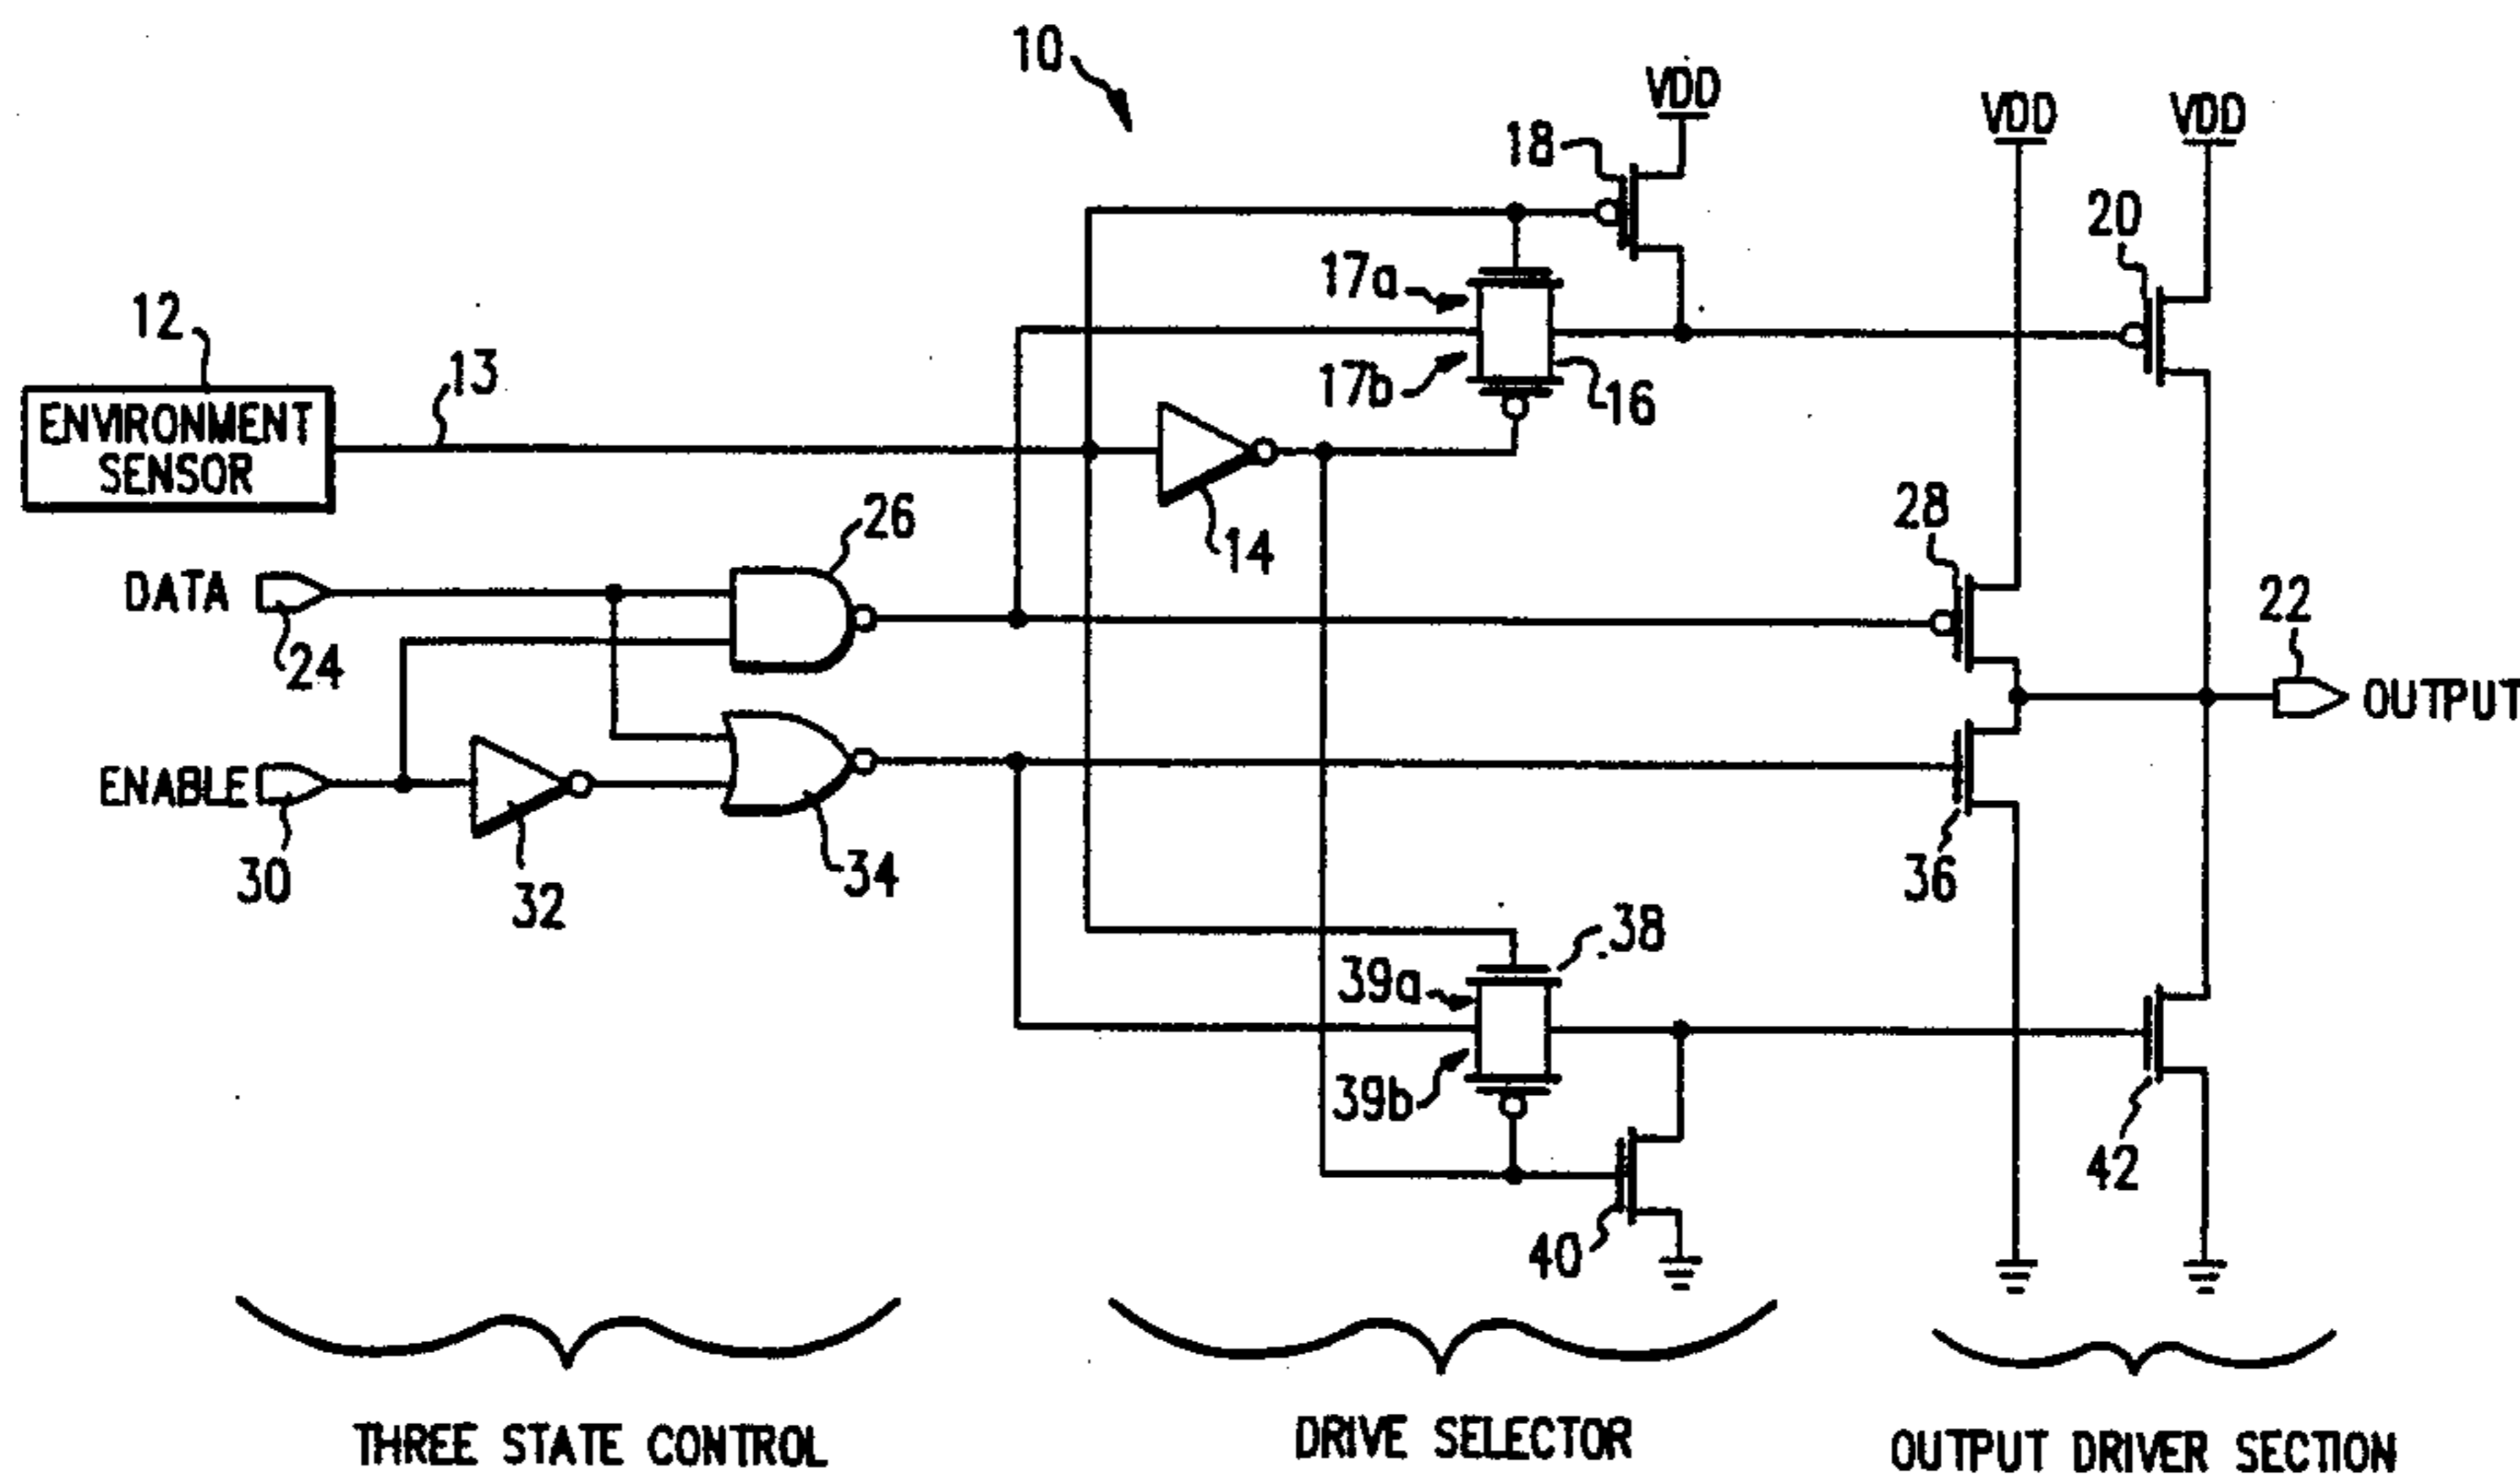 10
VDD
VDD
VDD
18
20
17a
12
13
17b
16
ENVIRONMENT
SENSOR
26
28
14
DATA
22
24
OUTPUT
ENABLE
30
32
34
36
38
39a
39b
42
40
THREE STATE CONTROL
DRIVE SELECTOR
OUTPUT DRIVER SECTION